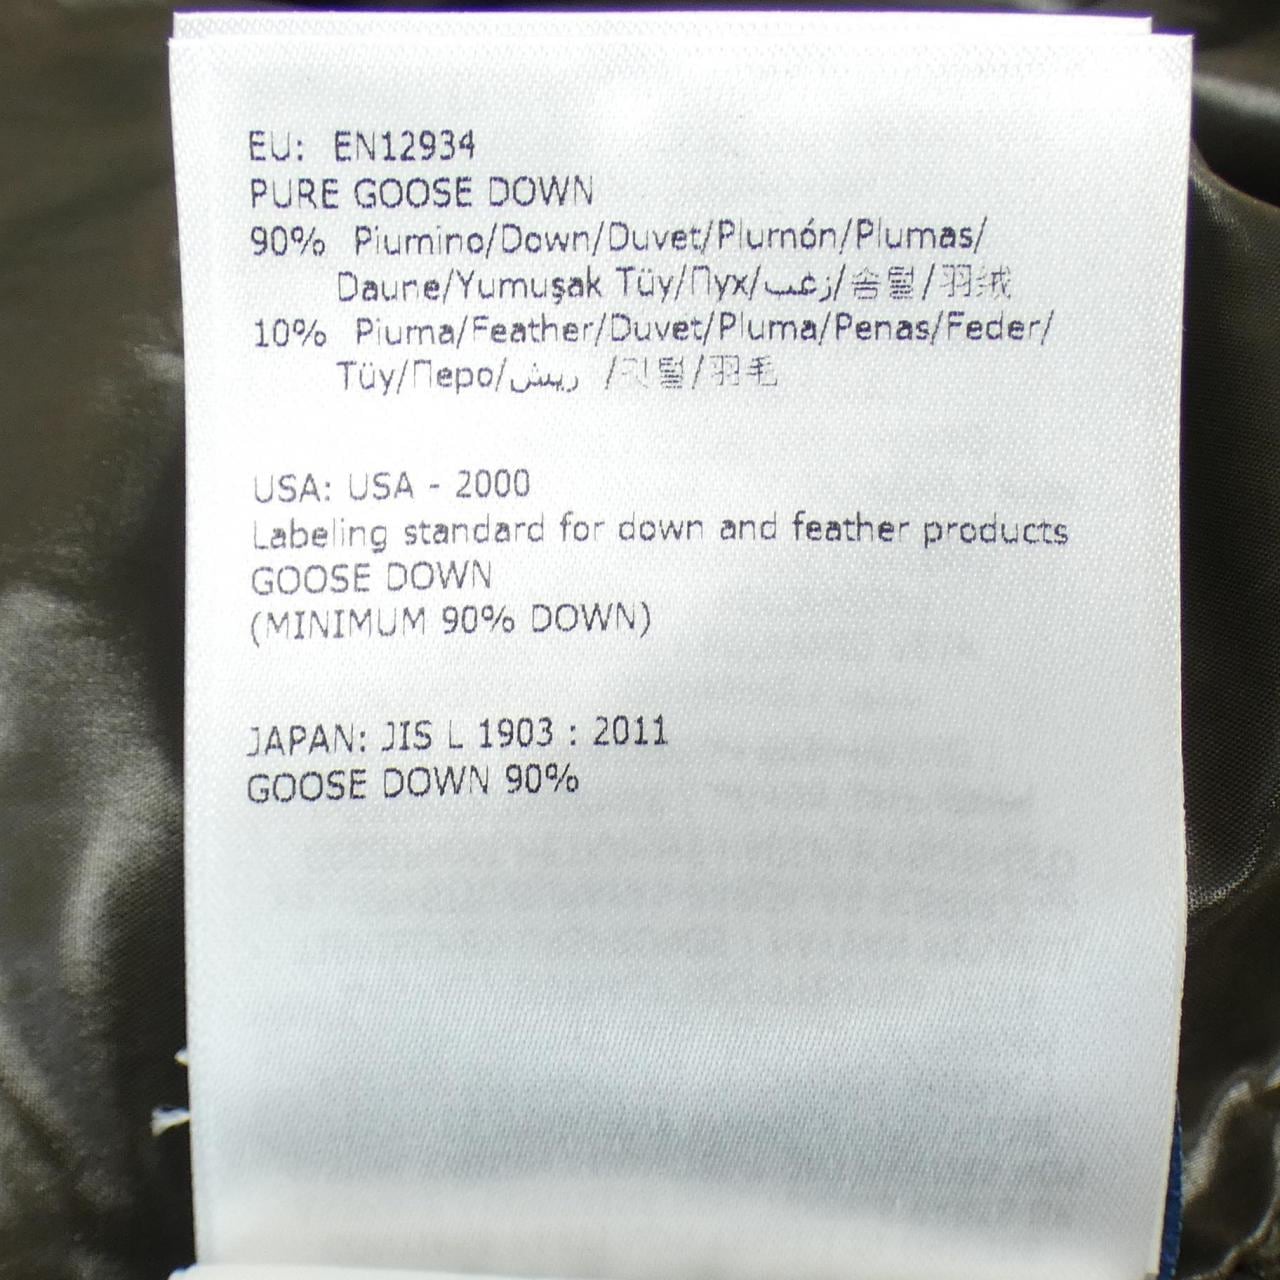 EU: EN12934
PURE GOOSE DOWN
90% Piumino/Down/Duvet/Plumón/Plumas/
Daune/Yumuşak Tüy/Пух/زغب/솜털/羽绒
10% Piuma/Feather/Duvet/Pluma/Penas/Feder/
Tüy/Перо/ريش /깃털/羽毛
USA: USA - 2000
Labeling standard for down and feather products
GOOSE DOWN
(MINIMUM 90% DOWN)
JAPAN: JIS L 1903 : 2011
GOOSE DOWN 90%